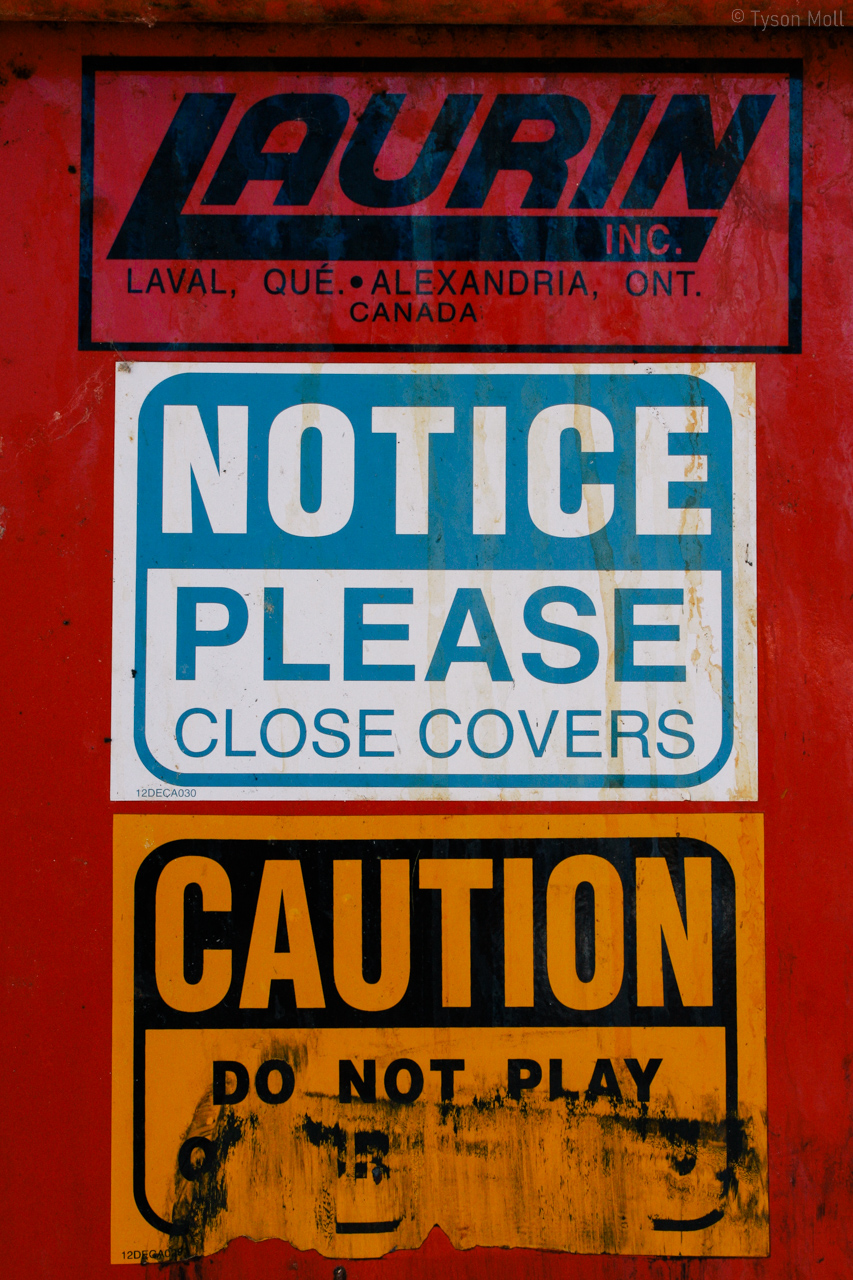 © Tyson Moll
LAURIN
INC.
LAVAL, QUÉ. • ALEXANDRIA, ONT.
CANADA
NOTICE
PLEASE
CLOSE COVERS
12DECA030
CAUTION
DO NOT PLAY